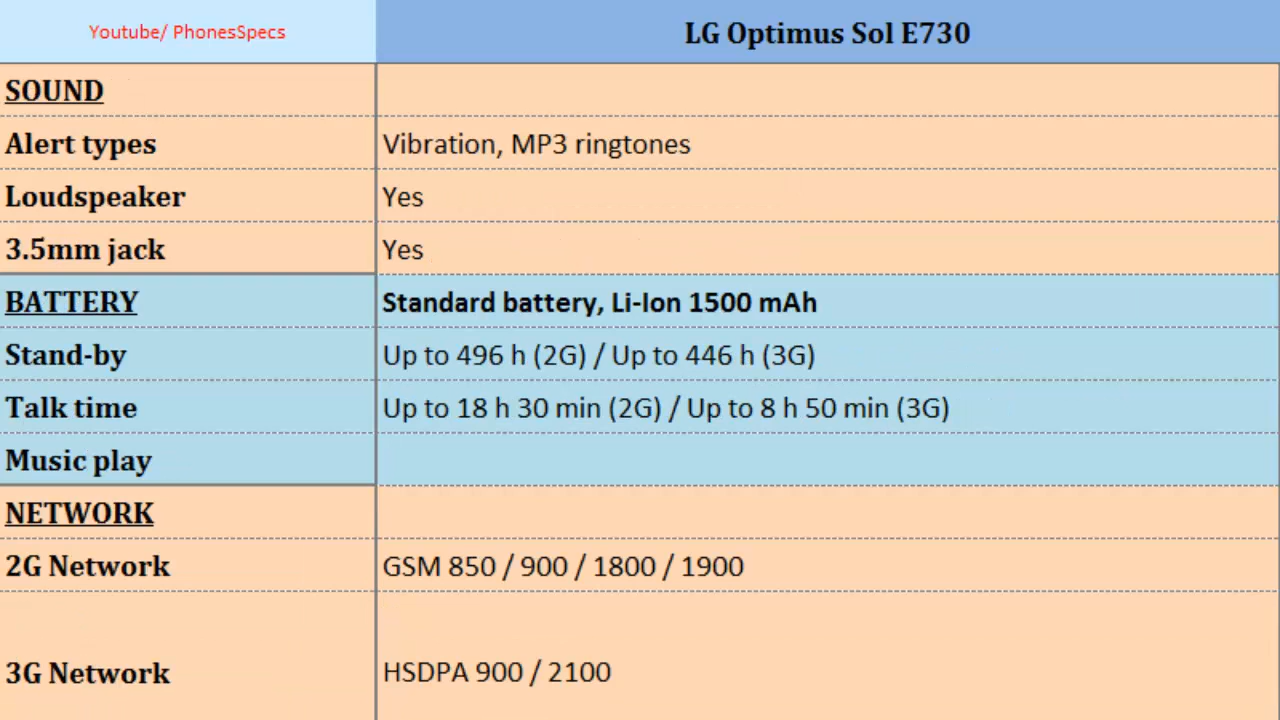 Youtube/ PhonesSpecs LG Optimus Sol E730
SOUND
Alert types Vibration, MP3 ringtones
Loudspeaker Yes
3.5mm jack Yes
BATTERY Standard battery, Li-Ion 1500 mAh
Stand-by Up to 496 h (2G) / Up to 446 h (3G)
Talk time Up to 18 h 30 min (2G) / Up to 8 h 50 min (3G)
Music play
NETWORK
2G Network GSM 850 / 900 / 1800 / 1900
3G Network HSDPA 900 / 2100